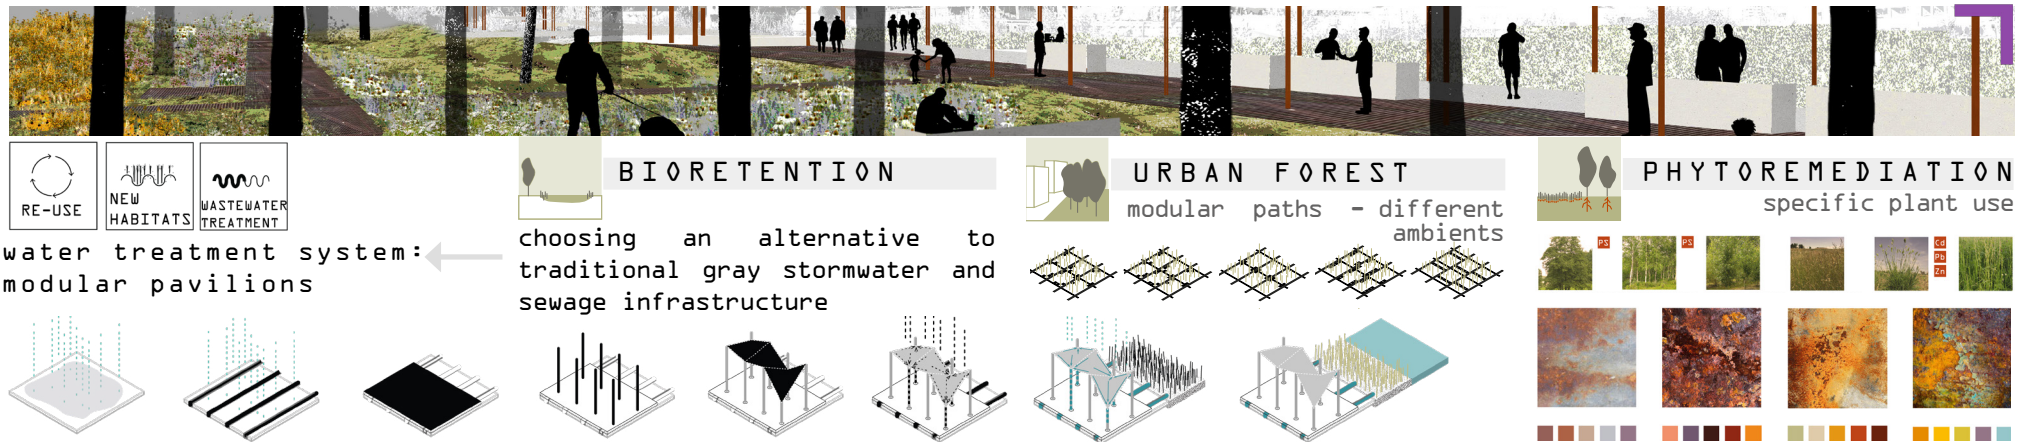 RE-USE
NEW
HABITATS
WASTEWATER
TREATMENT
water treatment system:
modular pavilions
BIORETENTION
choosing an alternative to
traditional gray stormwater and
sewage infrastructure
URBAN FOREST
modular paths - different
ambients
PHYTOREMEDIATION
specific plant use
PS
PS
Cd
Pb
Zn